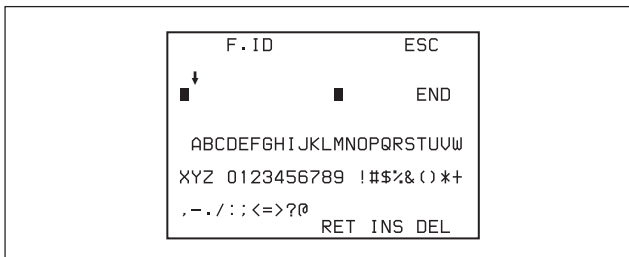 F.ID ESC
↓
■ ■ END
ABCDEFGHIJKLMNOPQRSTUVW
XYZ 0123456789 !#$%&()*+
,-./:;<=>?@
RET INS DEL